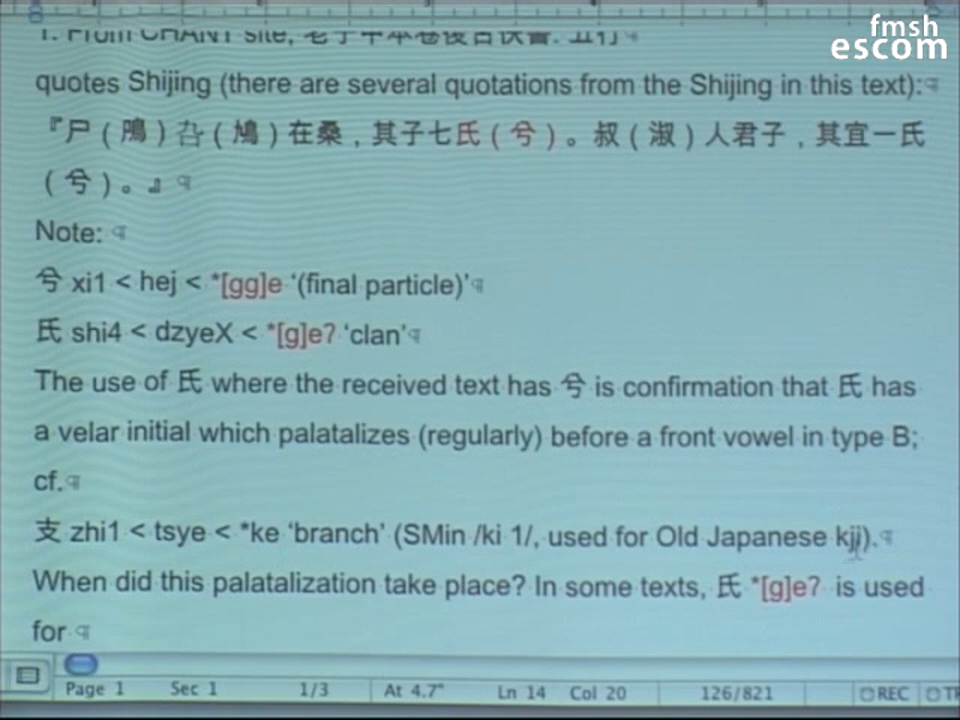 fmsh
escom
1. From CHANT site,
quotes Shijing (there are several quotations from the Shijing in this text):
『尸(鳲) (鳩)在桑,其子七氏(兮)。叔(淑)人君子,其宜一氏
(兮)。』
Note:
兮 xi1 < hej < *[gg]e '(final particle)'
氏 shi4 < dzyeX < *[g]e? 'clan'
The use of 氏 where the received text has 兮 is confirmation that 氏 has
a velar initial which palatalizes (regularly) before a front vowel in type B;
cf.
支 zhi1 < tsye < *ke 'branch' (SMin /ki 1/, used for Old Japanese kji).
When did this palatalization take place? In some texts, 氏 *[g]e? is used
for
Page 1 Sec 1 1/3 At 4.7" Ln 14 Col 20 126/821 REC